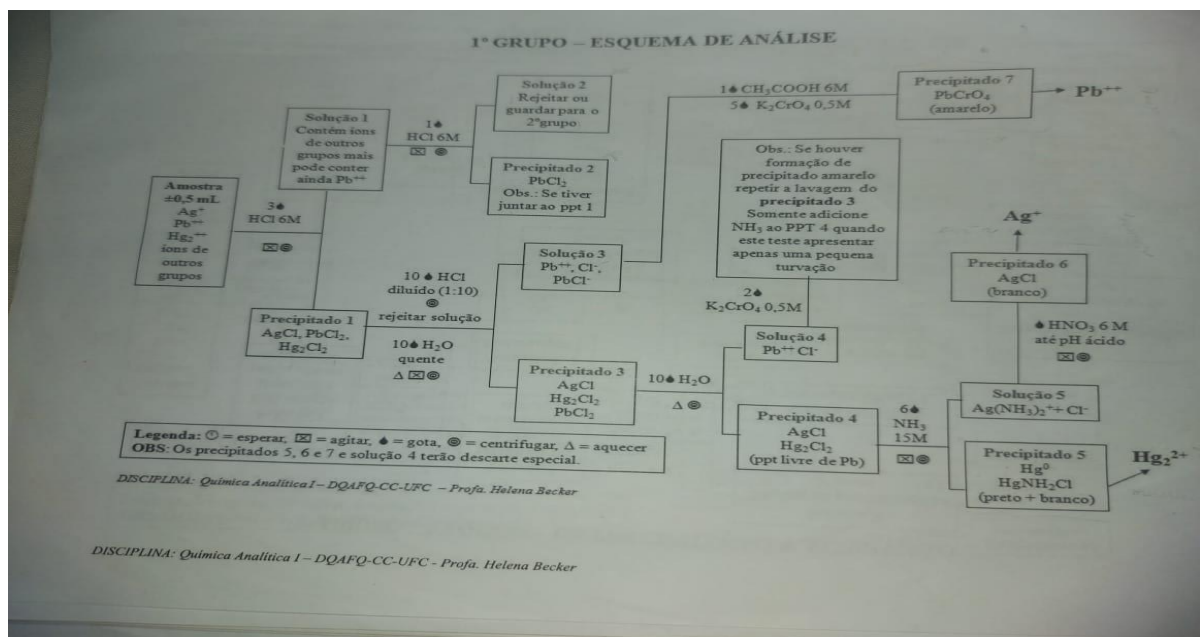 1º GRUPO – ESQUEMA DE ANÁLISE
Amostra
±0,5 mL
Ag⁺
Pb⁺⁺
Hg₂⁺⁺
íons de
outros
grupos
3💧
HCl 6M
☒◎
Solução 1
Contém íons
de outros
grupos mais
pode conter
ainda Pb⁺⁺
1💧
HCl 6M
☒ ◎
Solução 2
Rejeitar ou
guardar para o
2ºgrupo
Precipitado 2
PbCl₂
Obs.: Se tiver
juntar ao ppt 1
Precipitado 1
AgCl, PbCl₂,
Hg₂Cl₂
10 💧 HCl
diluído (1:10)
◎
rejeitar solução
10💧 H₂O
quente
Δ ☒◎
Solução 3
Pb⁺⁺, Cl⁻,
PbCl⁻
1💧 CH₃COOH 6M
5💧 K₂CrO₄ 0,5M
Precipitado 7
PbCrO₄
(amarelo)
Pb⁺⁺
Precipitado 3
AgCl
Hg₂Cl₂
PbCl₂
10💧 H₂O
Δ ◎
Obs.: Se houver
formação de
precipitado amarelo
repetir a lavagem do
precipitado 3
Somente adicione
NH₃ ao PPT 4 quando
este teste apresentar
apenas uma pequena
turvação
2💧
K₂CrO₄ 0,5M
Solução 4
Pb⁺⁺ Cl⁻
Precipitado 4
AgCl
Hg₂Cl₂
(ppt livre de Pb)
6💧
NH₃
15M
☒◎
Ag⁺
Precipitado 6
AgCl
(branco)
💧 HNO₃ 6 M
até pH ácido
☒◎
Solução 5
Ag(NH₃)₂⁺+ Cl⁻
Precipitado 5
Hg⁰
HgNH₂Cl
(preto + branco)
Hg₂²⁺
Legenda: 🕐 = esperar, ☒ = agitar, 💧 = gota, ◎ = centrifugar, Δ = aquecer
OBS: Os precipitados 5, 6 e 7 e solução 4 terão descarte especial.
DISCIPLINA: Química Analítica I – DQAFQ-CC-UFC – Profa. Helena Becker
DISCIPLINA: Química Analítica I – DQAFQ-CC-UFC - Profa. Helena Becker